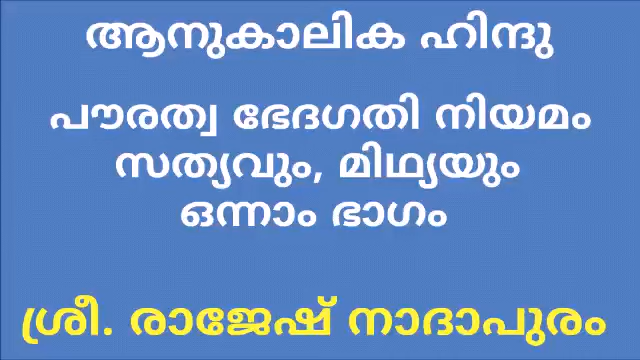 ആനുകാലിക ഹിന്ദു
പൗരത്വ ഭേദഗതി നിയമം
സത്യവും, മിഥ്യയും
ഒന്നാം ഭാഗം
ശ്രീ. രാജേഷ് നാദാപുരം